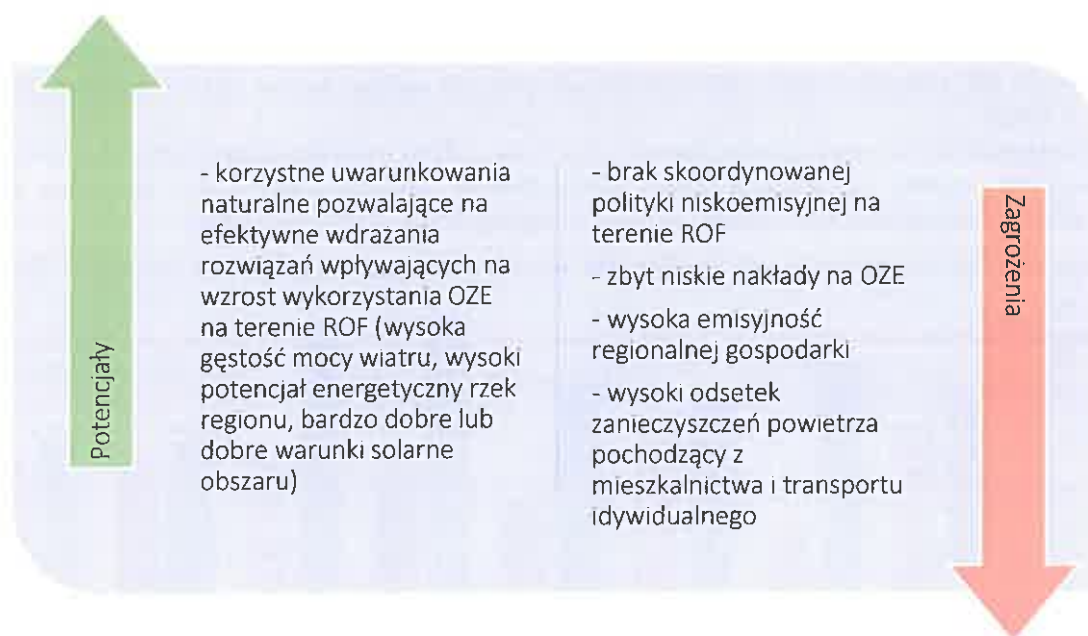 Potencjały
- korzystne uwarunkowania
naturalne pozwalające na
efektywne wdrażania
rozwiązań wpływających na
wzrost wykorzystania OZE
na terenie ROF (wysoka
gęstość mocy wiatru, wysoki
potencjał energetyczny rzek
regionu, bardzo dobre lub
dobre warunki solarne
obszaru)
- brak skoordynowanej
polityki niskoemisyjnej na
terenie ROF
- zbyt niskie nakłady na OZE
- wysoka emisyjność
regionalnej gospodarki
- wysoki odsetek
zanieczyszczeń powietrza
pochodzący z
mieszkalnictwa i transportu
idywidualnego
Zagrożenia